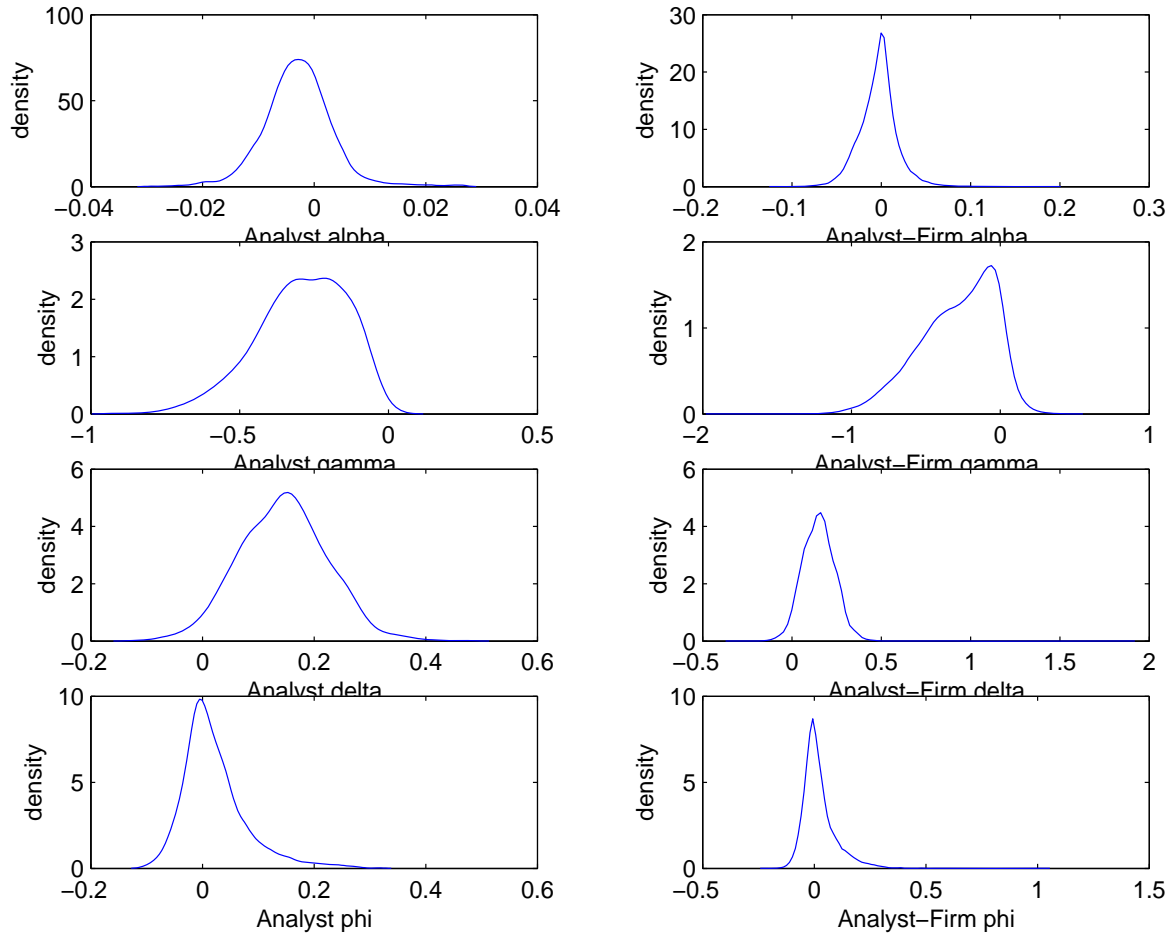 100
50
0
density
−0.04 −0.02 0 0.02 0.04
Analyst alpha
30
20
10
0
density
−0.2 −0.1 0 0.1 0.2 0.3
Analyst−Firm alpha
3
2
1
0
density
−1 −0.5 0 0.5
Analyst gamma
2
1
0
density
−2 −1 0 1
Analyst−Firm gamma
6
4
2
0
density
−0.2 0 0.2 0.4 0.6
Analyst delta
6
4
2
0
density
−0.5 0 0.5 1 1.5 2
Analyst−Firm delta
10
5
0
density
−0.2 0 0.2 0.4 0.6
Analyst phi
10
5
0
density
−0.5 0 0.5 1 1.5
Analyst−Firm phi